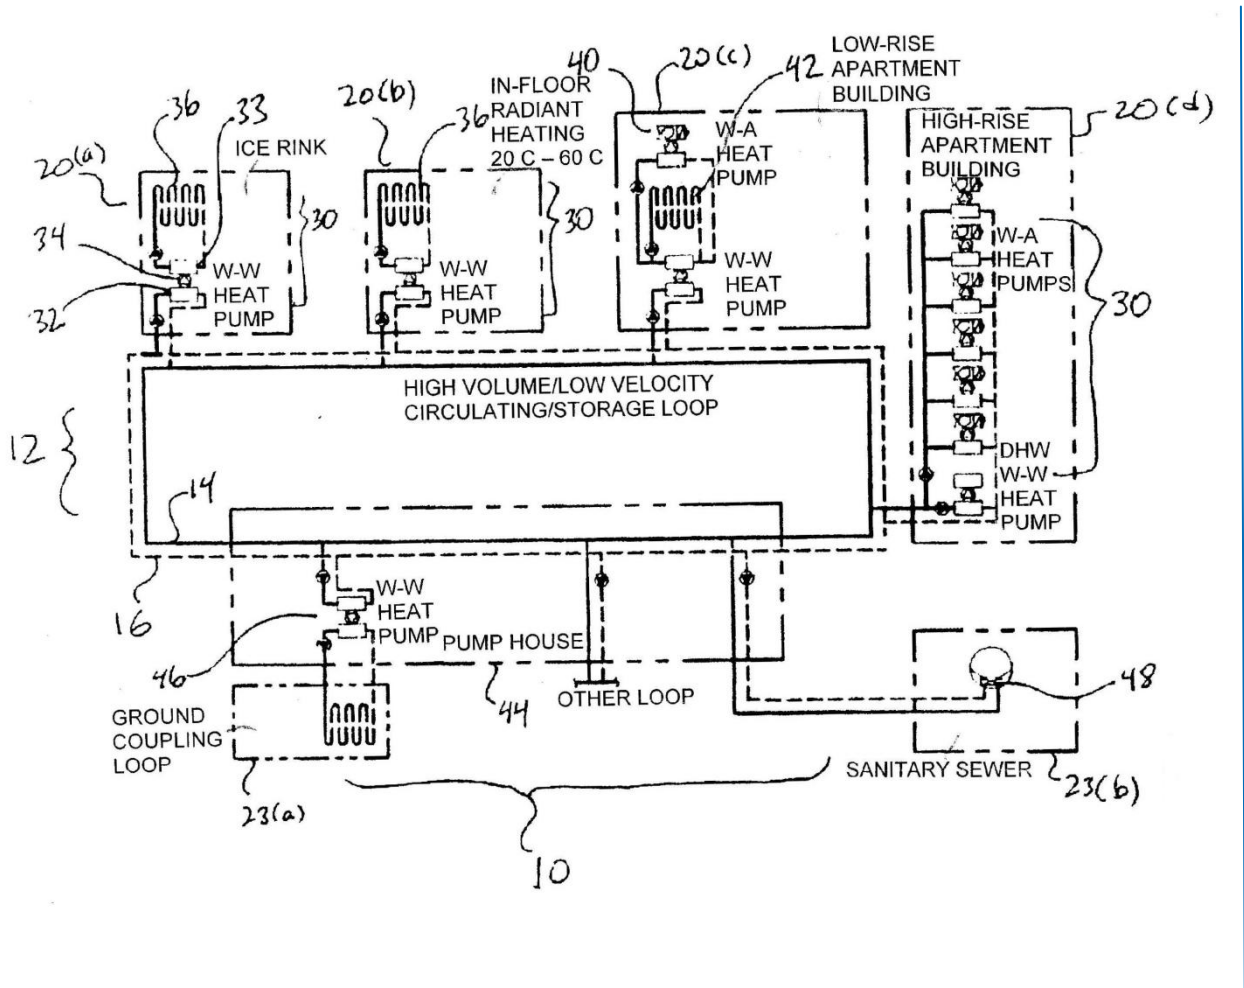 40
20(c)
42
LOW-RISE
APARTMENT
BUILDING
36
33
20(b)
36
IN-FLOOR
RADIANT
HEATING
20 C – 60 C
20(d)
20(a)
ICE RINK
W-A
HEAT
PUMP
HIGH-RISE
APARTMENT
BUILDING
34
32
W-W
HEAT
PUMP
30
W-W
HEAT
PUMP
30
W-W
HEAT
PUMP
W-A
HEAT
PUMPS
30
DHW
W-W
HEAT
PUMP
12
HIGH VOLUME/LOW VELOCITY
CIRCULATING/STORAGE LOOP
14
16
W-W
HEAT
PUMP
PUMP HOUSE
46
44
OTHER LOOP
48
GROUND
COUPLING
LOOP
SANITARY SEWER
23(a)
23(b)
10